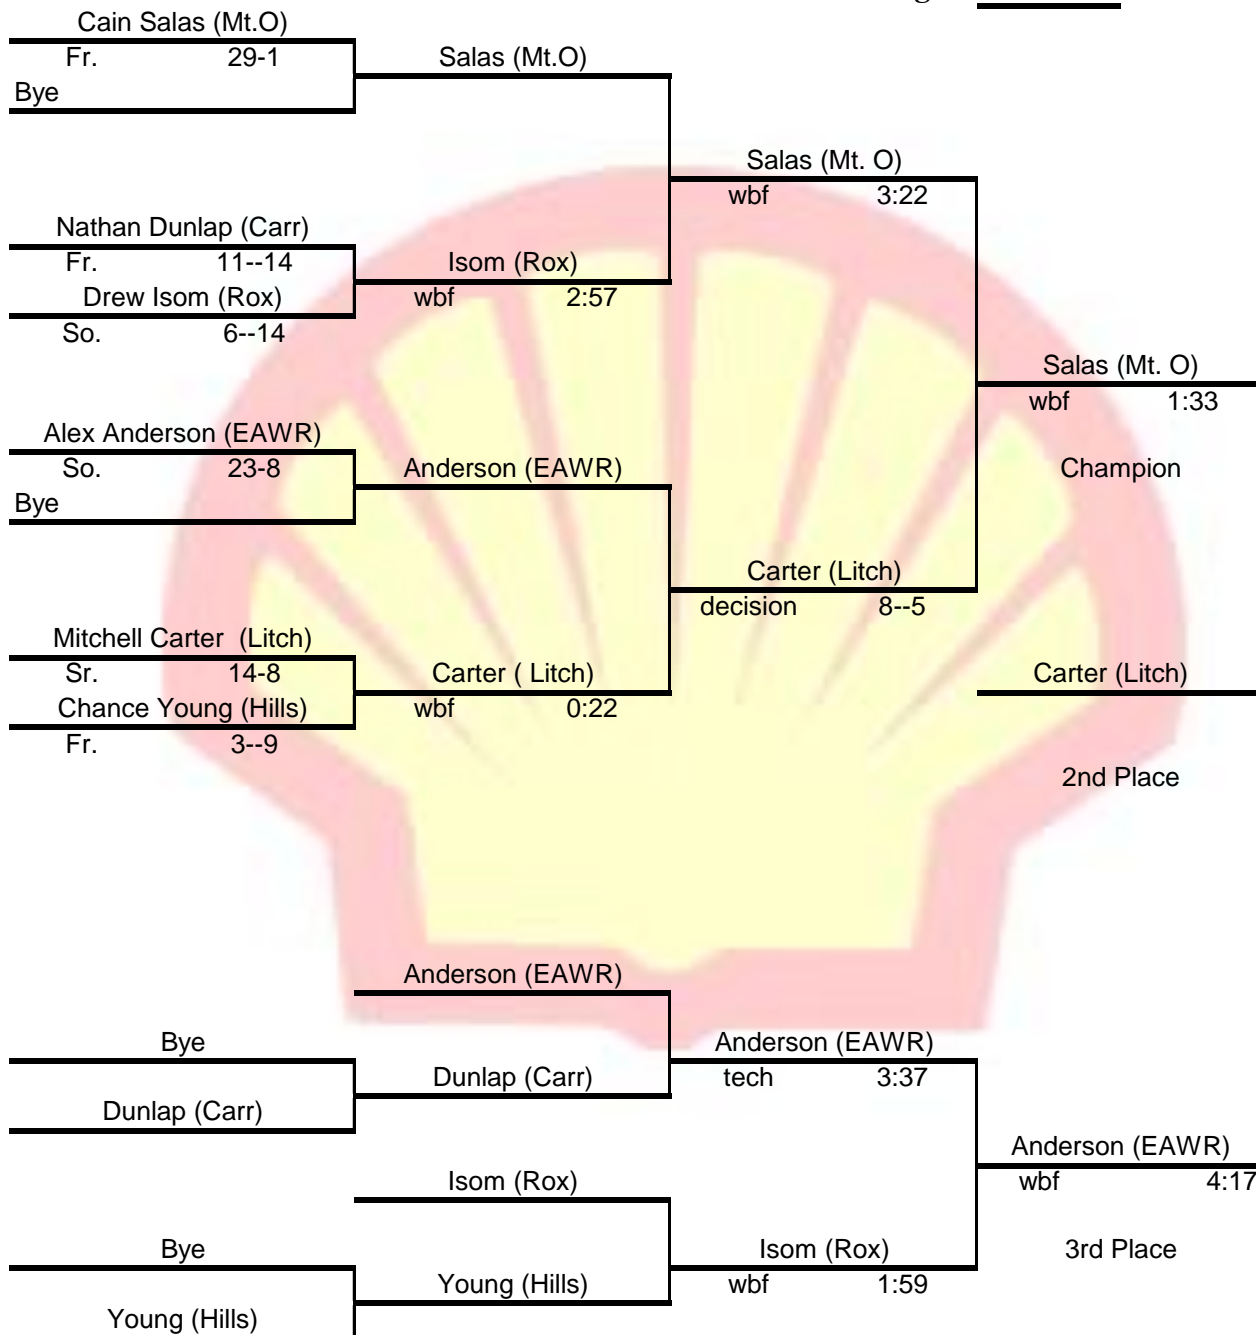 Cain Salas (Mt.O)
Fr. 29-1
Salas (Mt.O)
Bye
Salas (Mt. O)
wbf 3:22
Nathan Dunlap (Carr)
Fr. 11--14
Isom (Rox)
Drew Isom (Rox)
wbf 2:57
So. 6--14
Salas (Mt. O)
wbf 1:33
Alex Anderson (EAWR)
So. 23-8
Anderson (EAWR)
Champion
Bye
Carter (Litch)
decision 8--5
Mitchell Carter (Litch)
Sr. 14-8
Carter ( Litch)
Carter (Litch)
Chance Young (Hills)
wbf 0:22
Fr. 3--9
2nd Place
Anderson (EAWR)
Bye
Anderson (EAWR)
Dunlap (Carr)
tech 3:37
Dunlap (Carr)
Anderson (EAWR)
Isom (Rox)
wbf 4:17
Bye
Isom (Rox)
3rd Place
Young (Hills)
wbf 1:59
Young (Hills)